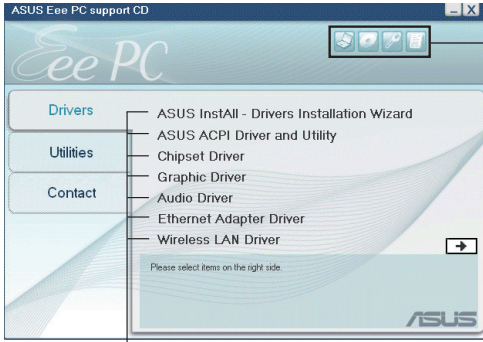 ASUS Eee PC support CD
Eee PC
Drivers
Utilities
Contact
ASUS InstAll - Drivers Installation Wizard
ASUS ACPI Driver and Utility
Chipset Driver
Graphic Driver
Audio Driver
Ethernet Adapter Driver
Wireless LAN Driver
Please select items on the right side.
ASUS